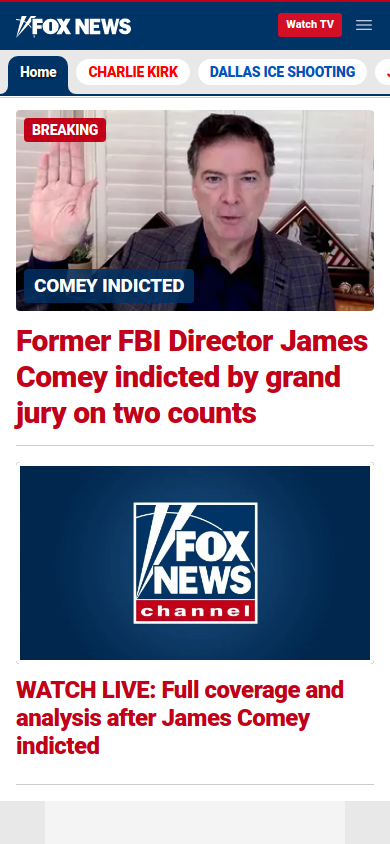 FOX NEWS
Watch TV
Home
CHARLIE KIRK
DALLAS ICE SHOOTING
BREAKING
COMEY INDICTED
Former FBI Director James
Comey indicted by grand
jury on two counts
FOX
NEWS
channel
WATCH LIVE: Full coverage and
analysis after James Comey
indicted